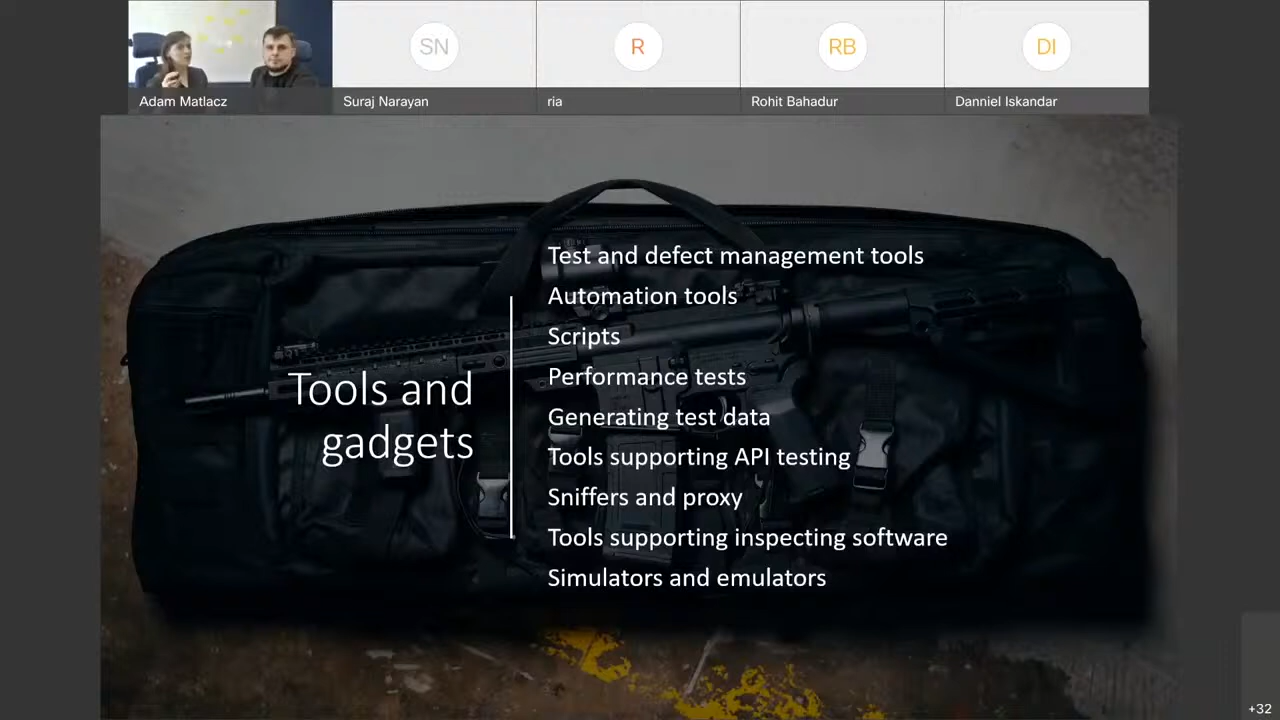 SN
R
RB
DI
Adam Matlacz
Suraj Narayan
ria
Rohit Bahadur
Danniel Iskandar
Tools and
gadgets
Test and defect management tools
Automation tools
Scripts
Performance tests
Generating test data
Tools supporting API testing
Sniffers and proxy
Tools supporting inspecting software
Simulators and emulators
+32